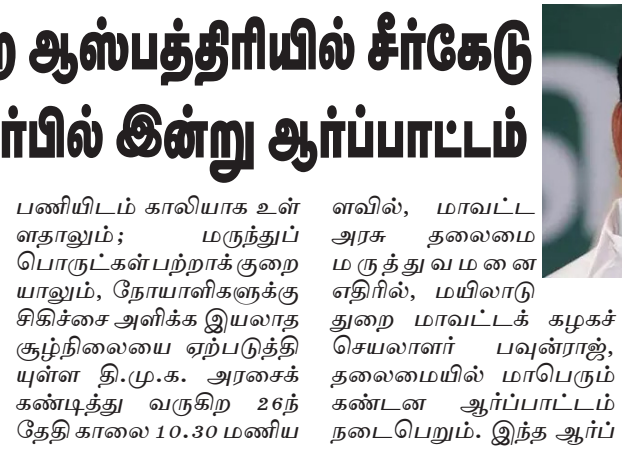 ஆஸ்பத்திரியில் சீர்கேடு
இன்று ஆர்ப்பாட்டம்
பணியிடம் காலியாக உள்
ளதாலும்; மருந்துப்
பொருட்கள் பற்றாக்குறை
யாலும், நோயாளிகளுக்கு
சிகிச்சை அளிக்க இயலாத
சூழ்நிலையை ஏற்படுத்தி
யுள்ள தி.மு.க. அரசைக்
கண்டித்து வருகிற 26ந்
தேதி காலை 10.30 மணிய
ளவில், மாவட்ட
அரசு தலைமை
மருத்துவமனை
எதிரில், மயிலாடு
துறை மாவட்டக் கழகச்
செயலாளர் பவுன்ராஜ்,
தலைமையில் மாபெரும்
கண்டன ஆர்ப்பாட்டம்
நடைபெறும். இந்த ஆர்ப்